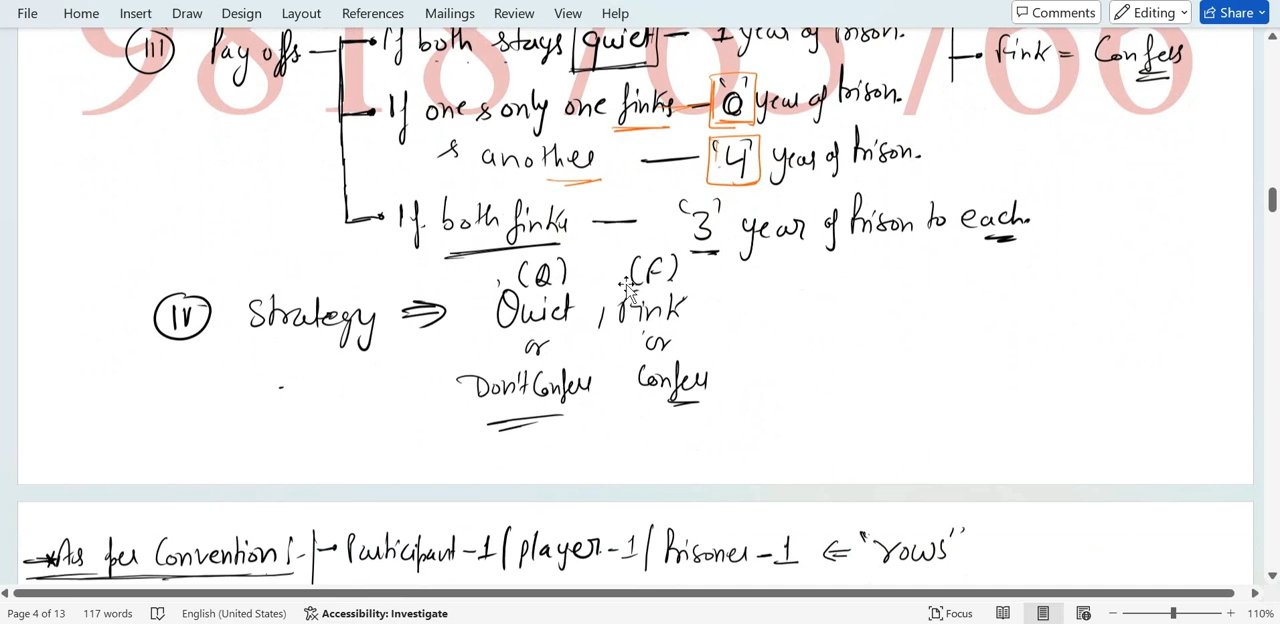 File Home Insert Draw Design Layout References Mailings Review View Help Comments Editing Share
9818703766
(iii) Pay offs - If both stays quiet - 1 year of Prison.
Fink = Confess
If one & only one finks - '0' year of Prison.
& another - '4' year of Prison.
If both finks - '3' year of Prison to each.
(Q) (F)
(iv) Strategy ⇒ Quiet, Fink
or or
Don't Confess Confess
*As per Convention:- Participant-1/player-1/Prisoner-1 ⇐ "rows"
Page 4 of 13 117 words English (United States) Accessibility: Investigate Focus 110%